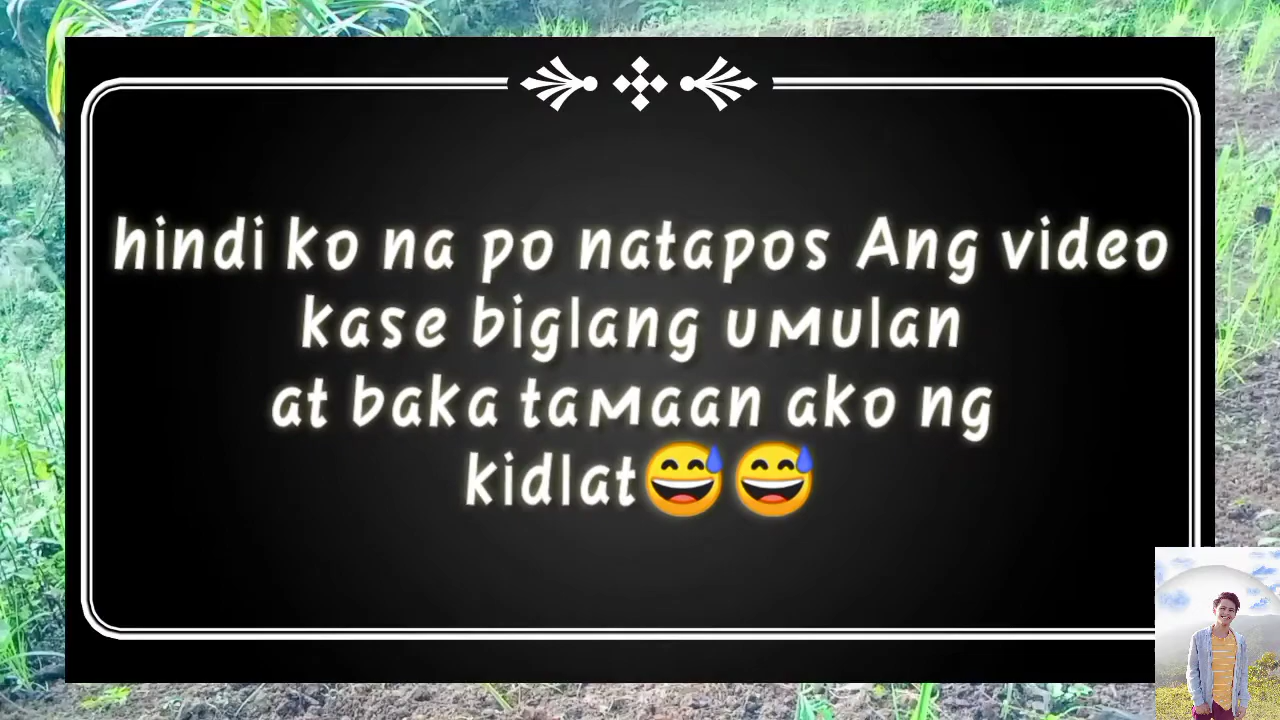 hindi ko na po natapos Ang video
kase biglang umulan
at baka tamaan ako ng
kidlat😅😅